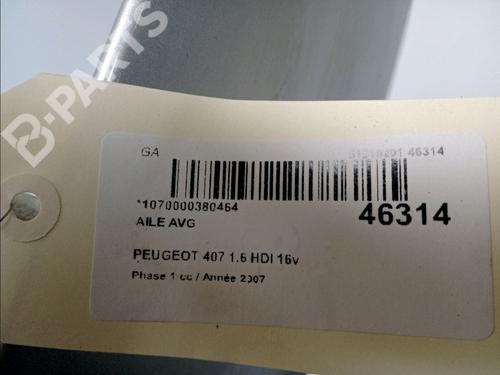 B-PARTS
GA
46314
*1070000380464
46314
AILE AVG
PEUGEOT 407 1.6 HDI 16v
Phase 1 cc / Année 2007